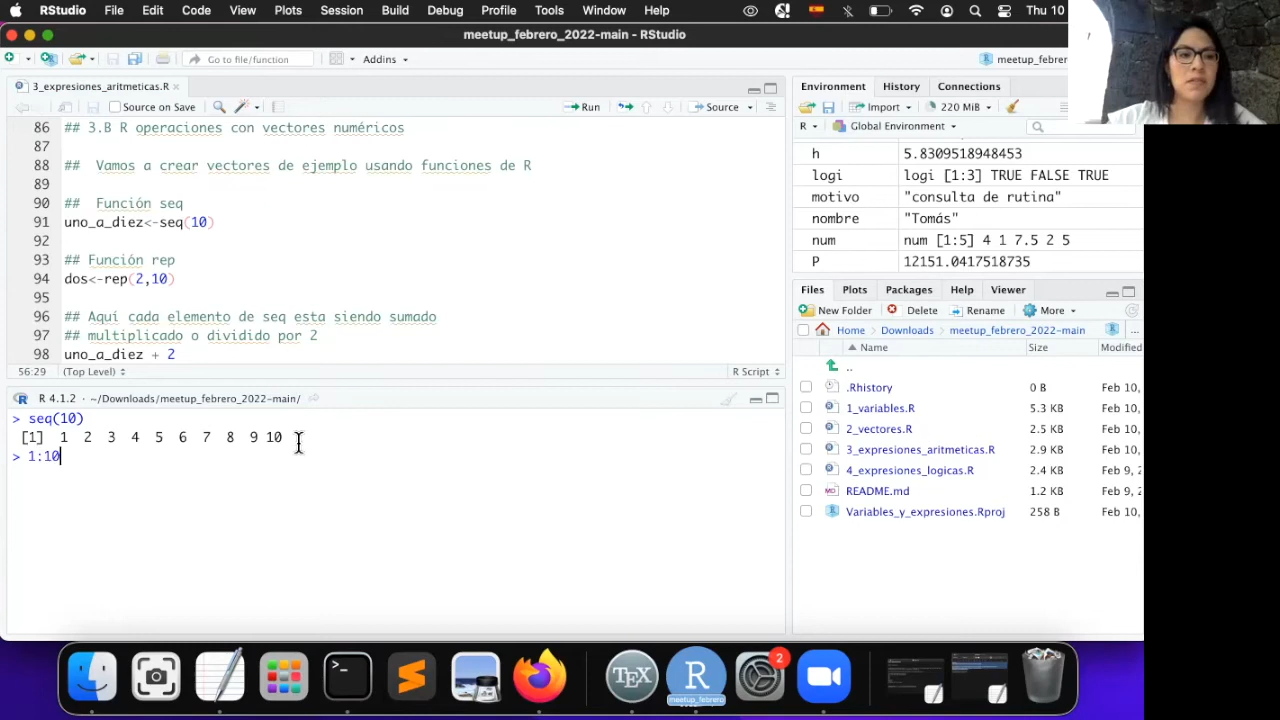 RStudio File Edit Code View Plots Session Build Debug Profile Tools Window Help Thu 10
meetup_febrero_2022-main - RStudio
Go to file/function Addins meetup_febrer
3_expresiones_aritmeticas.R
Source on Save Run Source
86 ## 3.B R operaciones con vectores numéricos
87
88 ## Vamos a crear vectores de ejemplo usando funciones de R
89
90 ## Función seq
91 uno_a_diez<-seq(10)
92
93 ## Función rep
94 dos<-rep(2,10)
95
96 ## Aquí cada elemento de seq esta siendo sumado
97 ## multiplicado o dividido por 2
98 uno_a_diez + 2
56:29 (Top Level) R Script
R 4.1.2 · ~/Downloads/meetup_febrero_2022-main/
> seq(10)
[1] 1 2 3 4 5 6 7 8 9 10
> 1:10
Environment History Connections
Import 220 MiB
R Global Environment
h 5.8309518948453
logi logi [1:3] TRUE FALSE TRUE
motivo "consulta de rutina"
nombre "Tomás"
num num [1:5] 4 1 7.5 2 5
P 12151.0417518735
Files Plots Packages Help Viewer
New Folder Delete Rename More
Home Downloads meetup_febrero_2022-main ...
Name Size Modified
..
.Rhistory 0 B Feb 10,
1_variables.R 5.3 KB Feb 10,
2_vectores.R 2.5 KB Feb 10,
3_expresiones_aritmeticas.R 2.9 KB Feb 10,
4_expresiones_logicas.R 2.4 KB Feb 9, 2
README.md 1.2 KB Feb 9, 2
Variables_y_expresiones.Rproj 258 B Feb 10,
TEX
R
meetup_febrero
2